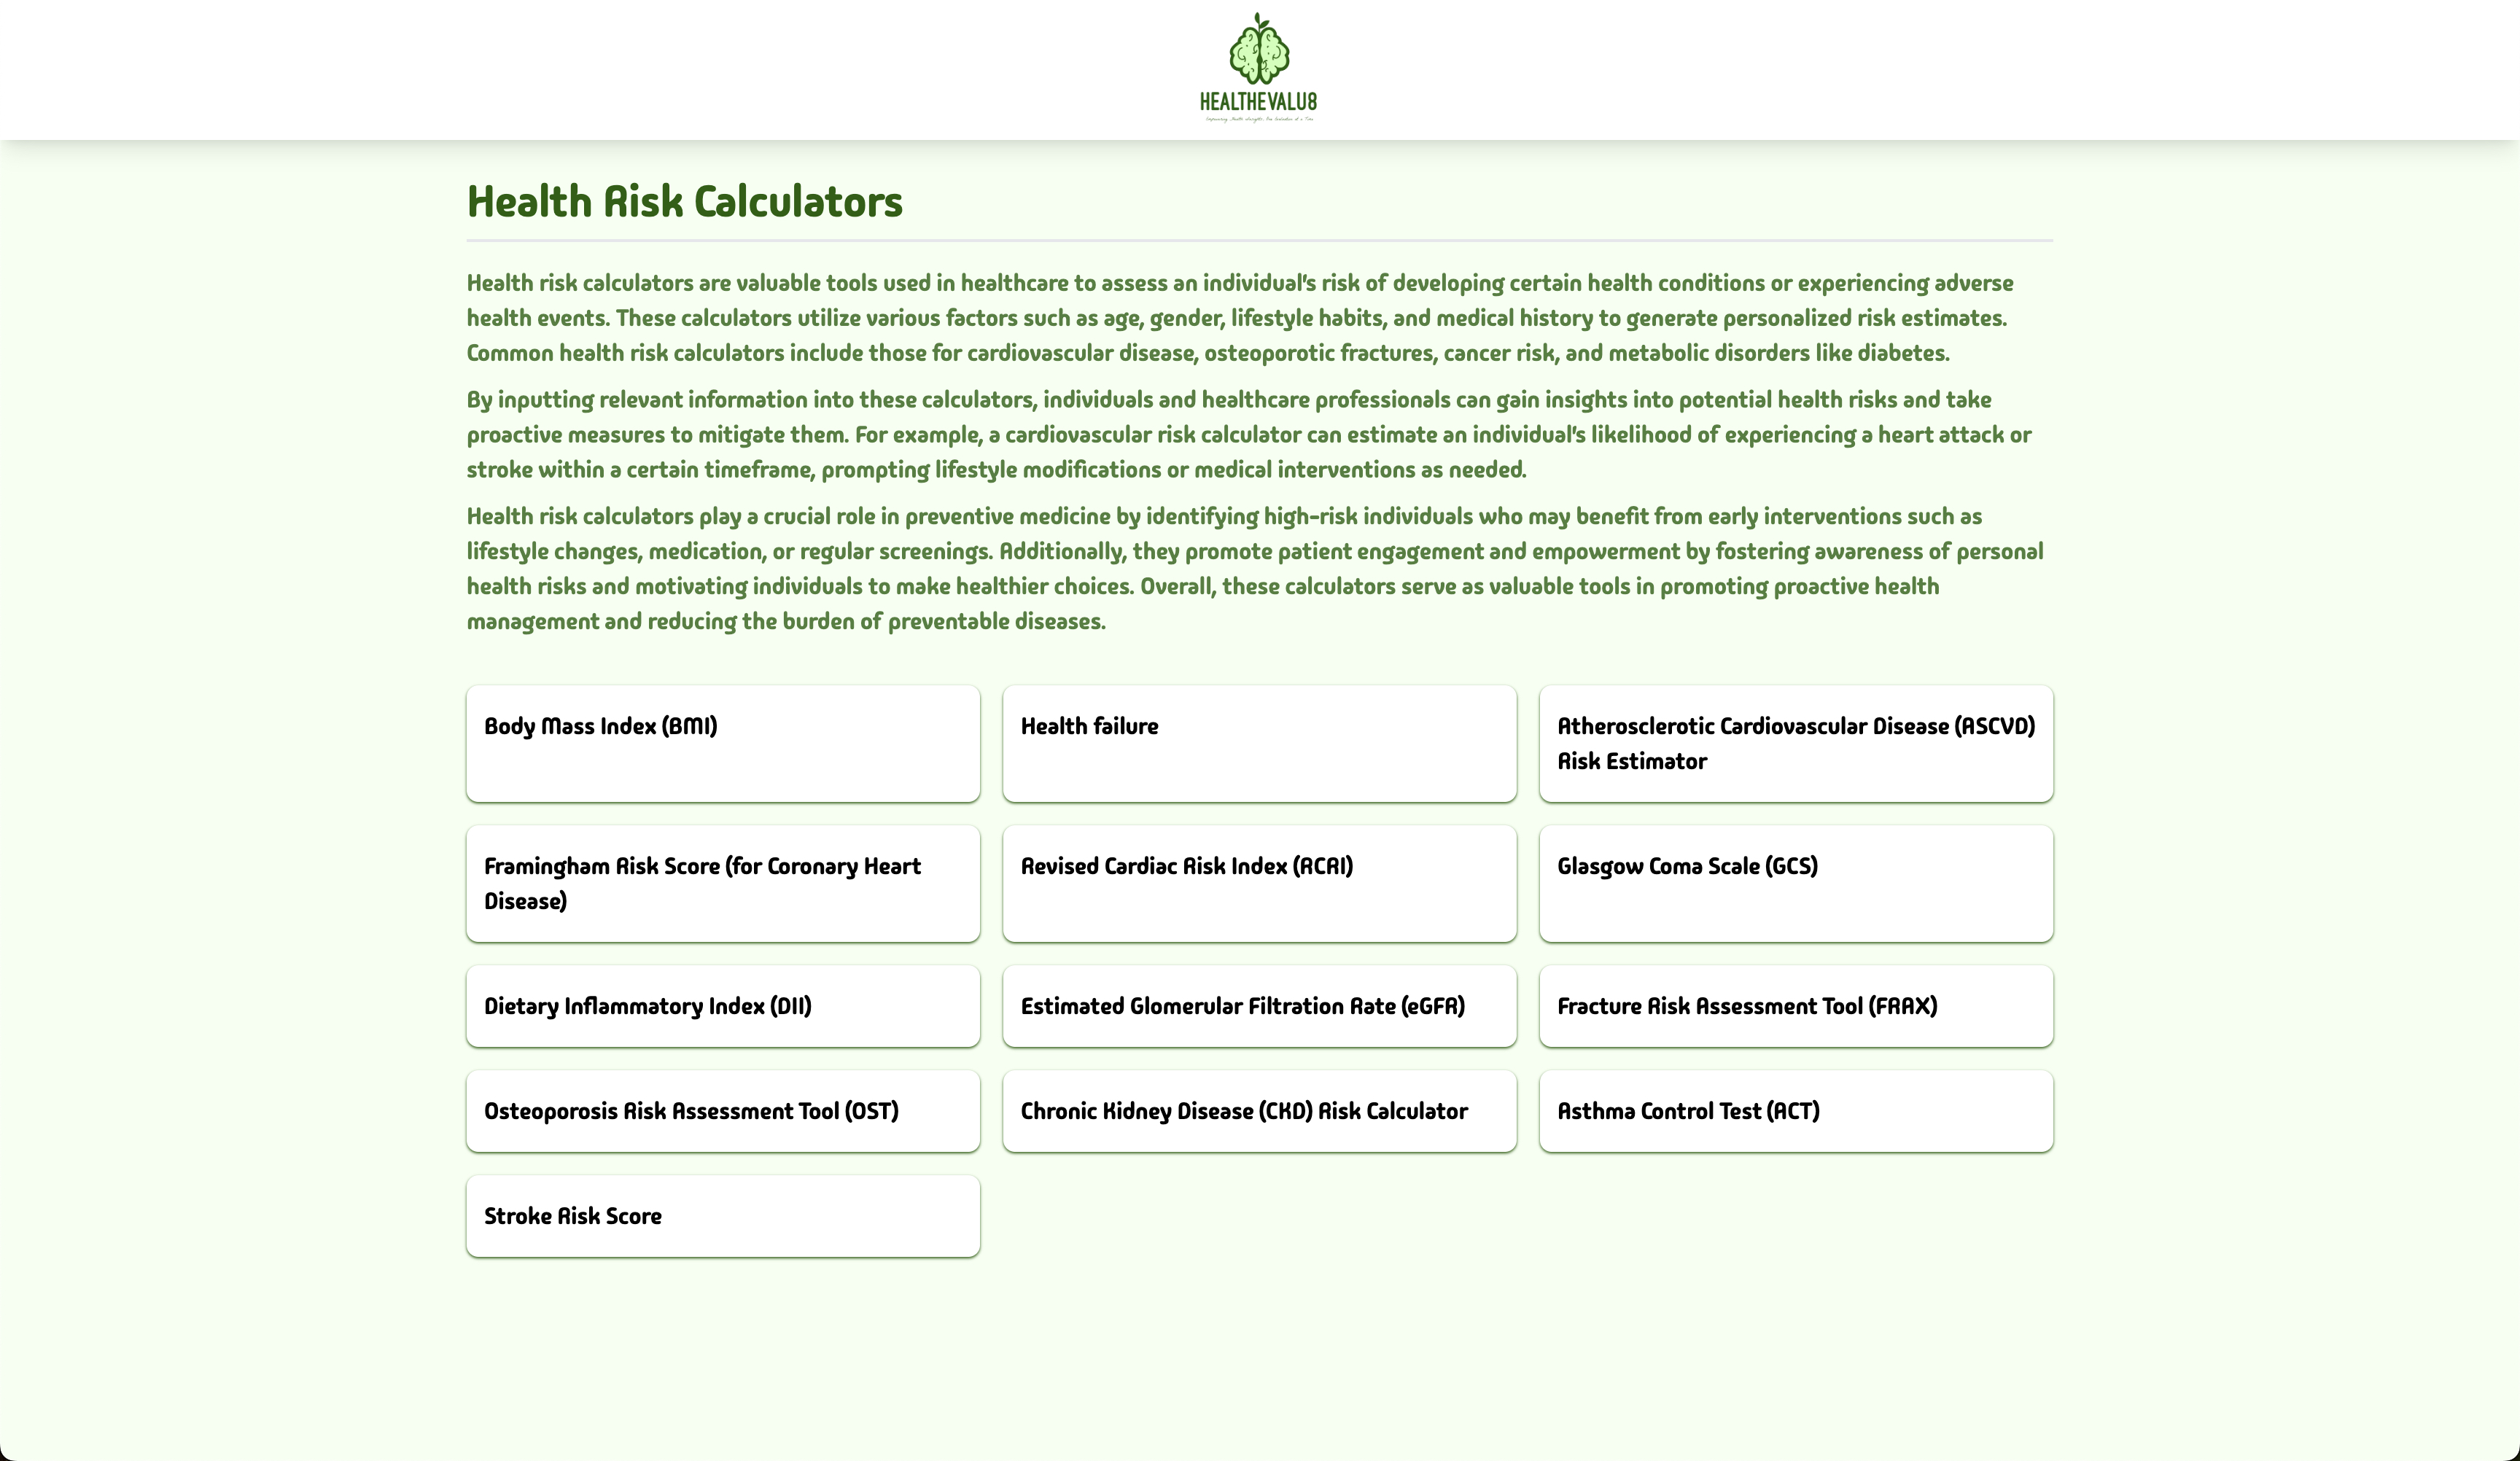 HEALTHEVALU8
Health Risk Calculators
Health risk calculators are valuable tools used in healthcare to assess an individual's risk of developing certain health conditions or experiencing adverse
health events. These calculators utilize various factors such as age, gender, lifestyle habits, and medical history to generate personalized risk estimates.
Common health risk calculators include those for cardiovascular disease, osteoporotic fractures, cancer risk, and metabolic disorders like diabetes.
By inputting relevant information into these calculators, individuals and healthcare professionals can gain insights into potential health risks and take
proactive measures to mitigate them. For example, a cardiovascular risk calculator can estimate an individual's likelihood of experiencing a heart attack or
stroke within a certain timeframe, prompting lifestyle modifications or medical interventions as needed.
Health risk calculators play a crucial role in preventive medicine by identifying high-risk individuals who may benefit from early interventions such as
lifestyle changes, medication, or regular screenings. Additionally, they promote patient engagement and empowerment by fostering awareness of personal
health risks and motivating individuals to make healthier choices. Overall, these calculators serve as valuable tools in promoting proactive health
management and reducing the burden of preventable diseases.
Body Mass Index (BMI)
Health failure
Atherosclerotic Cardiovascular Disease (ASCVD)
Risk Estimator
Framingham Risk Score (for Coronary Heart
Disease)
Revised Cardiac Risk Index (RCRI)
Glasgow Coma Scale (GCS)
Dietary Inflammatory Index (DII)
Estimated Glomerular Filtration Rate (eGFR)
Fracture Risk Assessment Tool (FRAX)
Osteoporosis Risk Assessment Tool (OST)
Chronic Kidney Disease (CKD) Risk Calculator
Asthma Control Test (ACT)
Stroke Risk Score